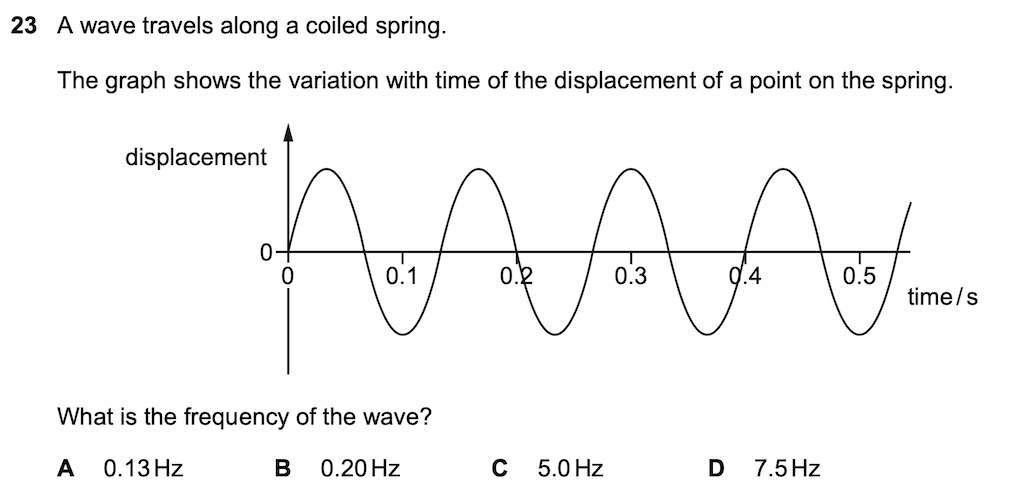 23 A wave travels along a coiled spring.
The graph shows the variation with time of the displacement of a point on the spring.
displacement
0
0 0.1 0.2 0.3 0.4 0.5
time / s
What is the frequency of the wave?
A 0.13 Hz B 0.20 Hz C 5.0 Hz D 7.5 Hz